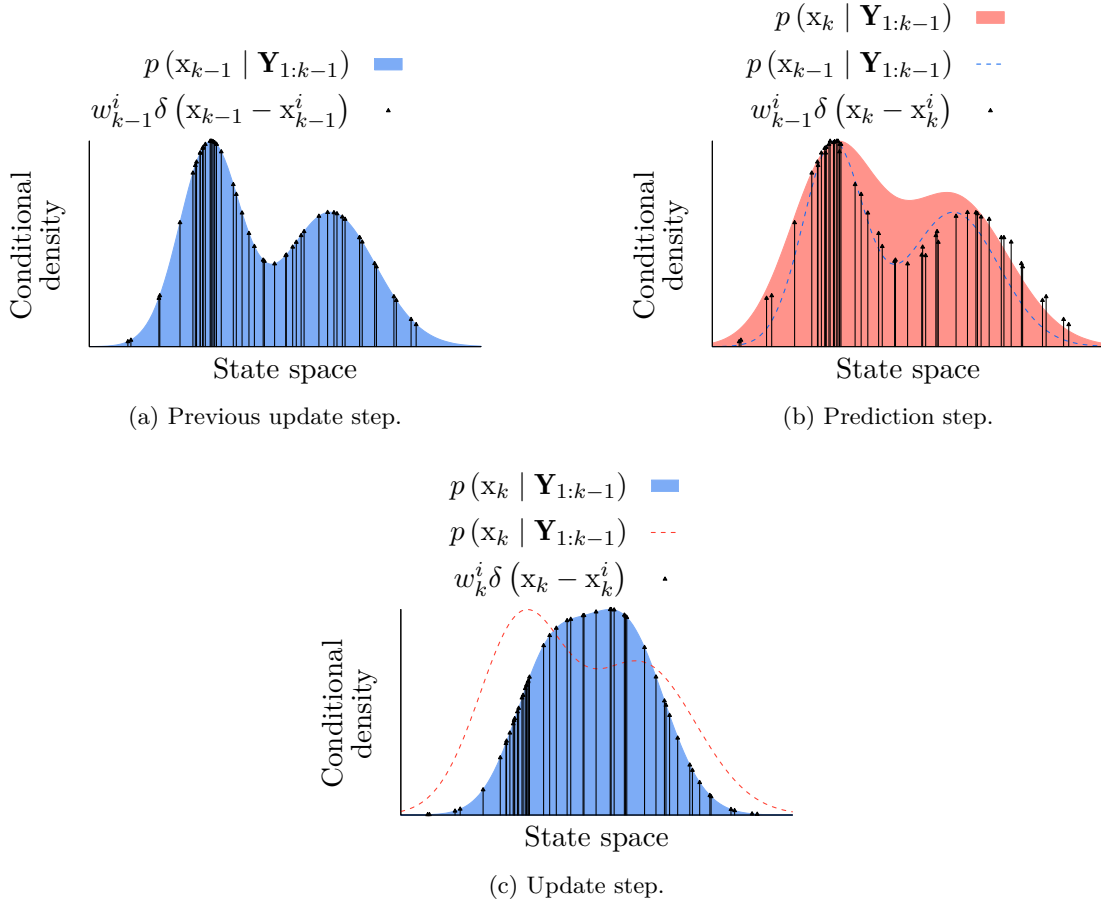 p (x_{k−1} | Y_{1:k−1})
w^i_{k−1}δ (x_{k−1} − x^i_{k−1})
Conditional
density
State space
(a) Previous update step.
p (x_k | Y_{1:k−1})
p (x_{k−1} | Y_{1:k−1})
w^i_{k−1}δ (x_k − x^i_k)
Conditional
density
State space
(b) Prediction step.
p (x_k | Y_{1:k−1})
p (x_k | Y_{1:k−1})
w^i_kδ (x_k − x^i_k)
Conditional
density
State space
(c) Update step.